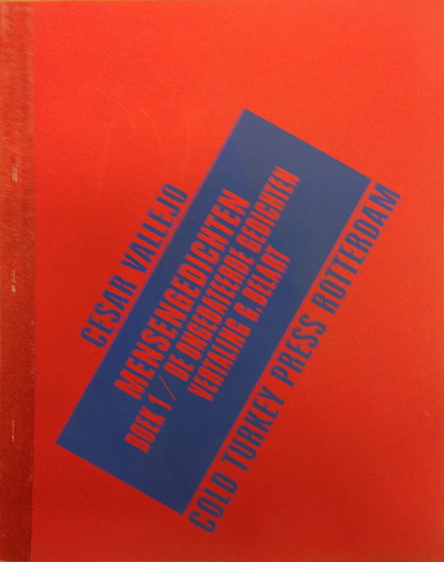 CESAR VALLEJO
MENSENGEDICHTEN
BOEK 1 / DE ONGEDATEERDE GEDICHTEN
VERTALING G. BELART
COLD TURKEY PRESS ROTTERDAM